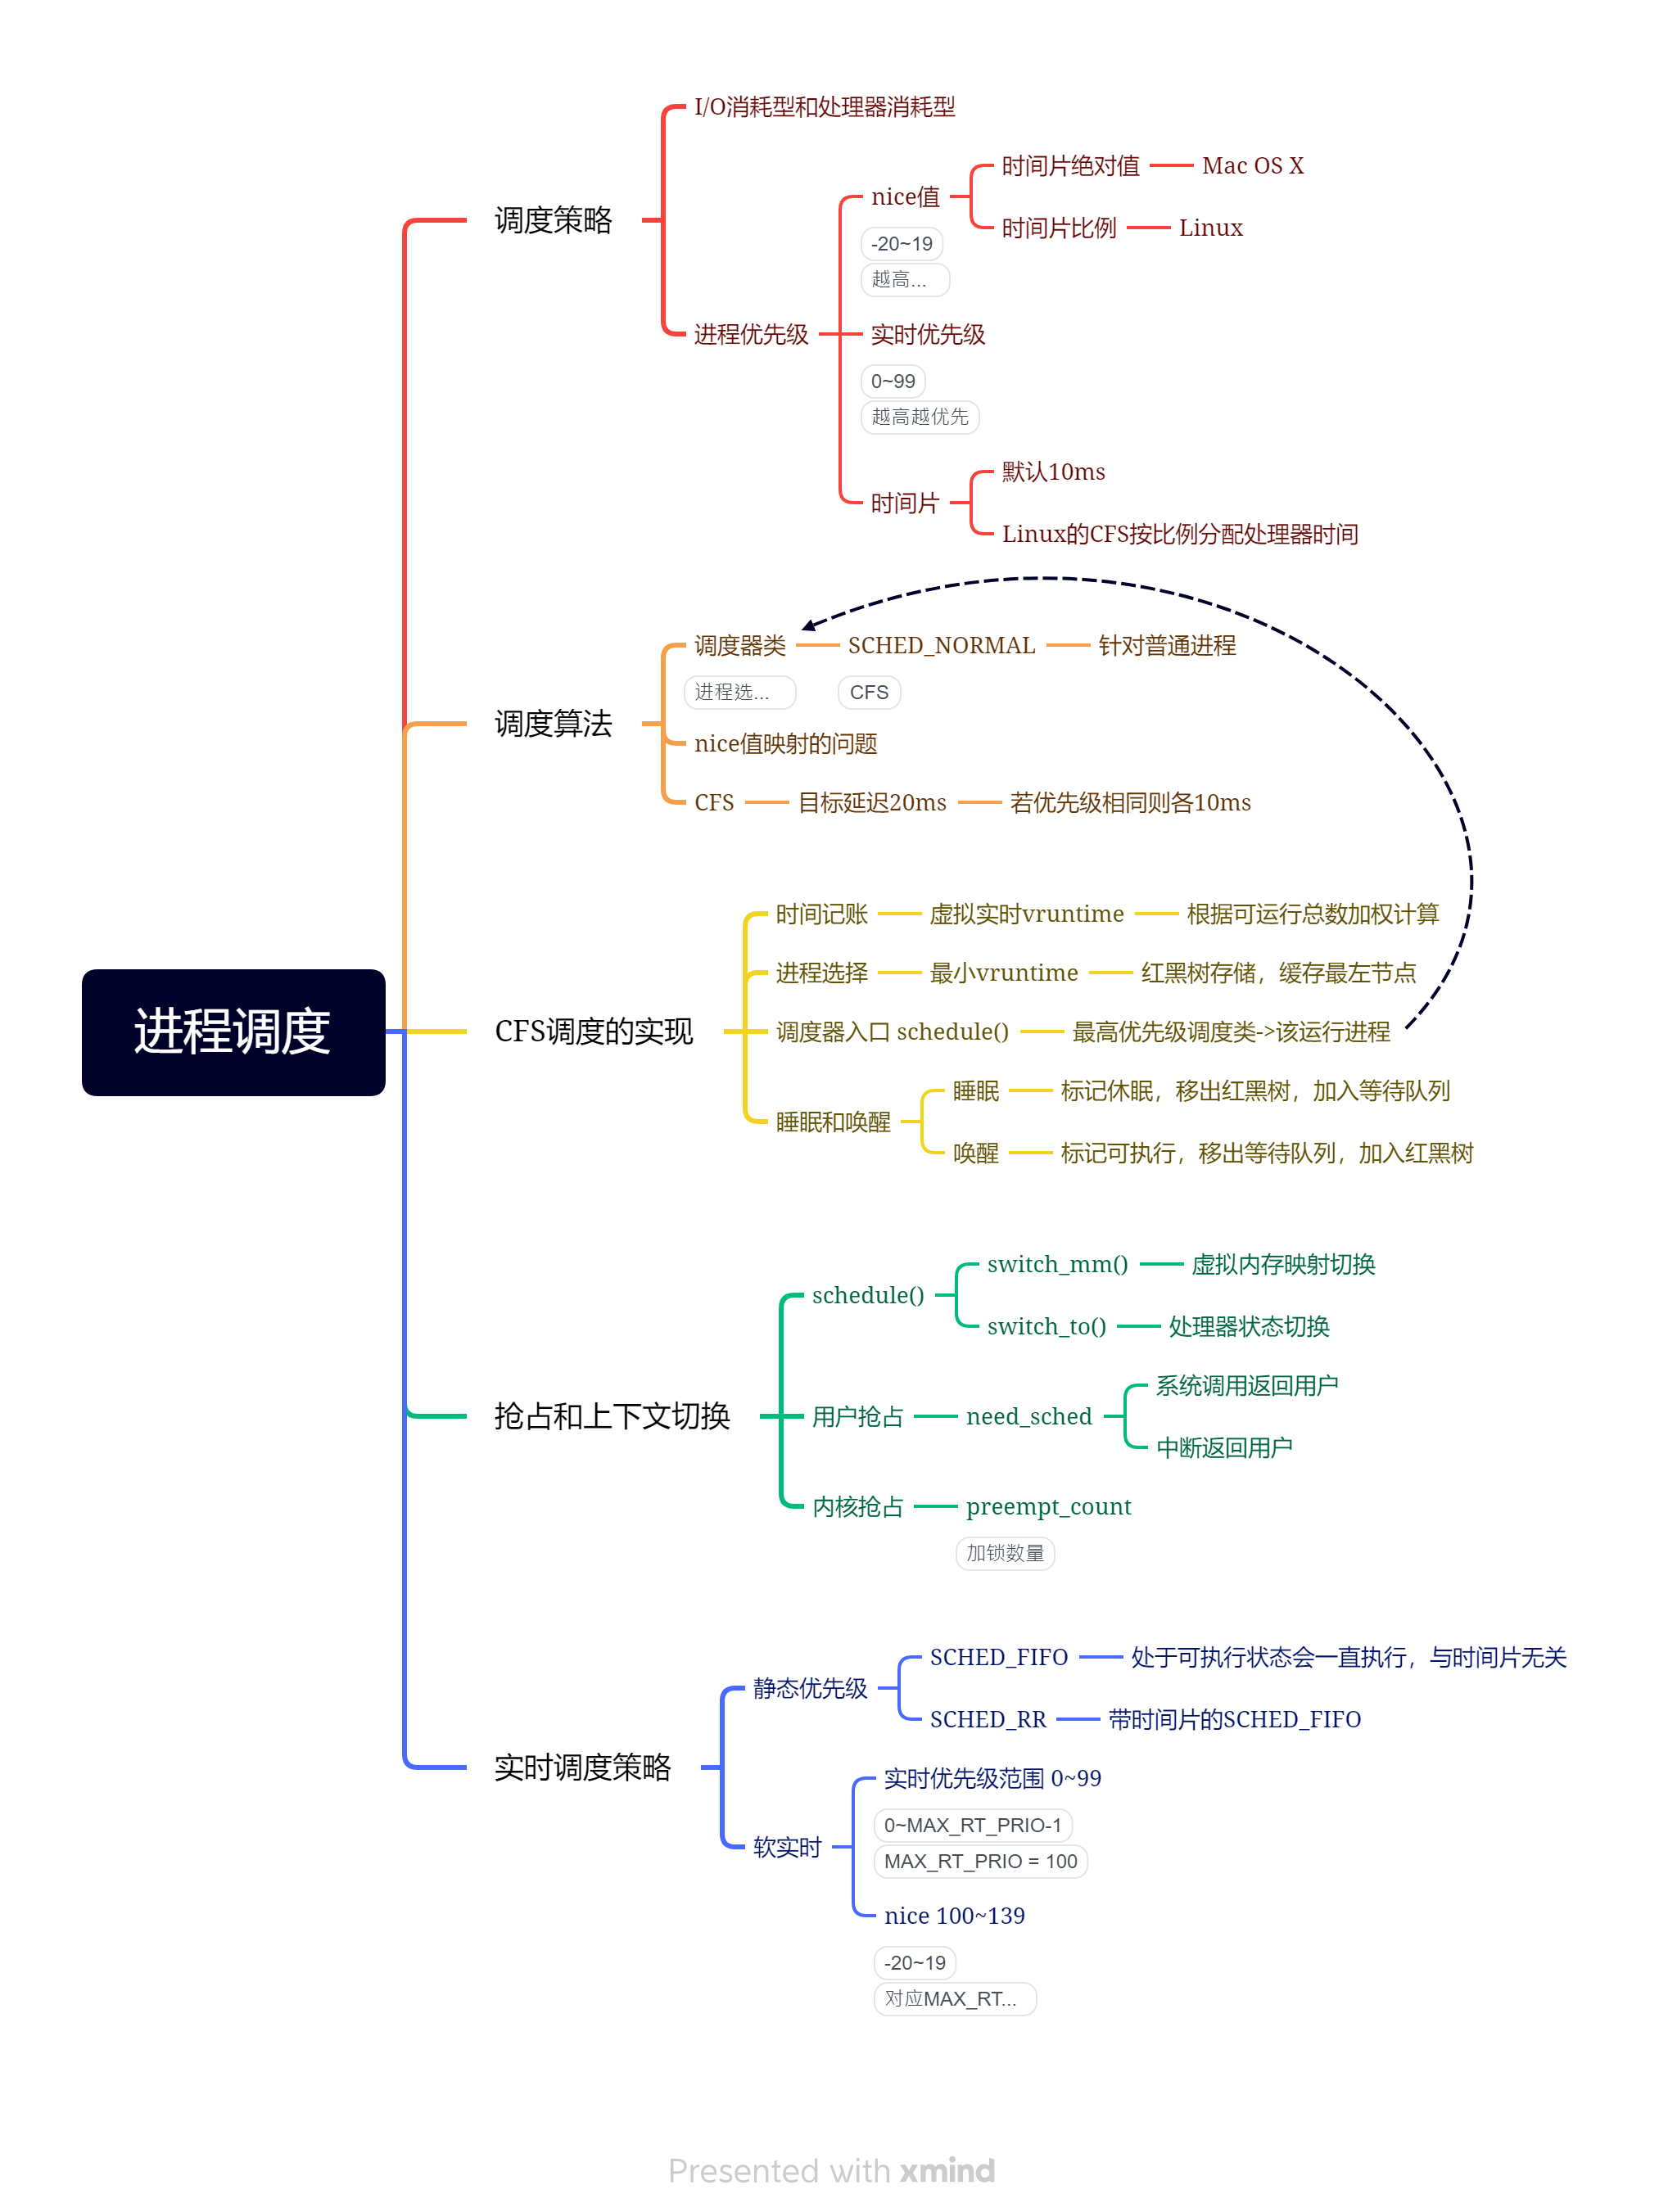 进程调度
调度策略
I/O消耗型和处理器消耗型
进程优先级
nice值
-20~19
越高...
时间片绝对值
Mac OS X
时间片比例
Linux
实时优先级
0~99
越高越优先
时间片
默认10ms
Linux的CFS按比例分配处理器时间
调度算法
调度器类
进程选...
SCHED_NORMAL
CFS
针对普通进程
nice值映射的问题
CFS
目标延迟20ms
若优先级相同则各10ms
CFS调度的实现
时间记账
虚拟实时vruntime
根据可运行总数加权计算
进程选择
最小vruntime
红黑树存储，缓存最左节点
调度器入口 schedule()
最高优先级调度类->该运行进程
睡眠和唤醒
睡眠
标记休眠，移出红黑树，加入等待队列
唤醒
标记可执行，移出等待队列，加入红黑树
抢占和上下文切换
schedule()
switch_mm()
虚拟内存映射切换
switch_to()
处理器状态切换
用户抢占
need_sched
系统调用返回用户
中断返回用户
内核抢占
preempt_count
加锁数量
实时调度策略
静态优先级
SCHED_FIFO
处于可执行状态会一直执行，与时间片无关
SCHED_RR
带时间片的SCHED_FIFO
软实时
实时优先级范围 0~99
0~MAX_RT_PRIO-1
MAX_RT_PRIO = 100
nice 100~139
-20~19
对应MAX_RT...
Presented with xmind